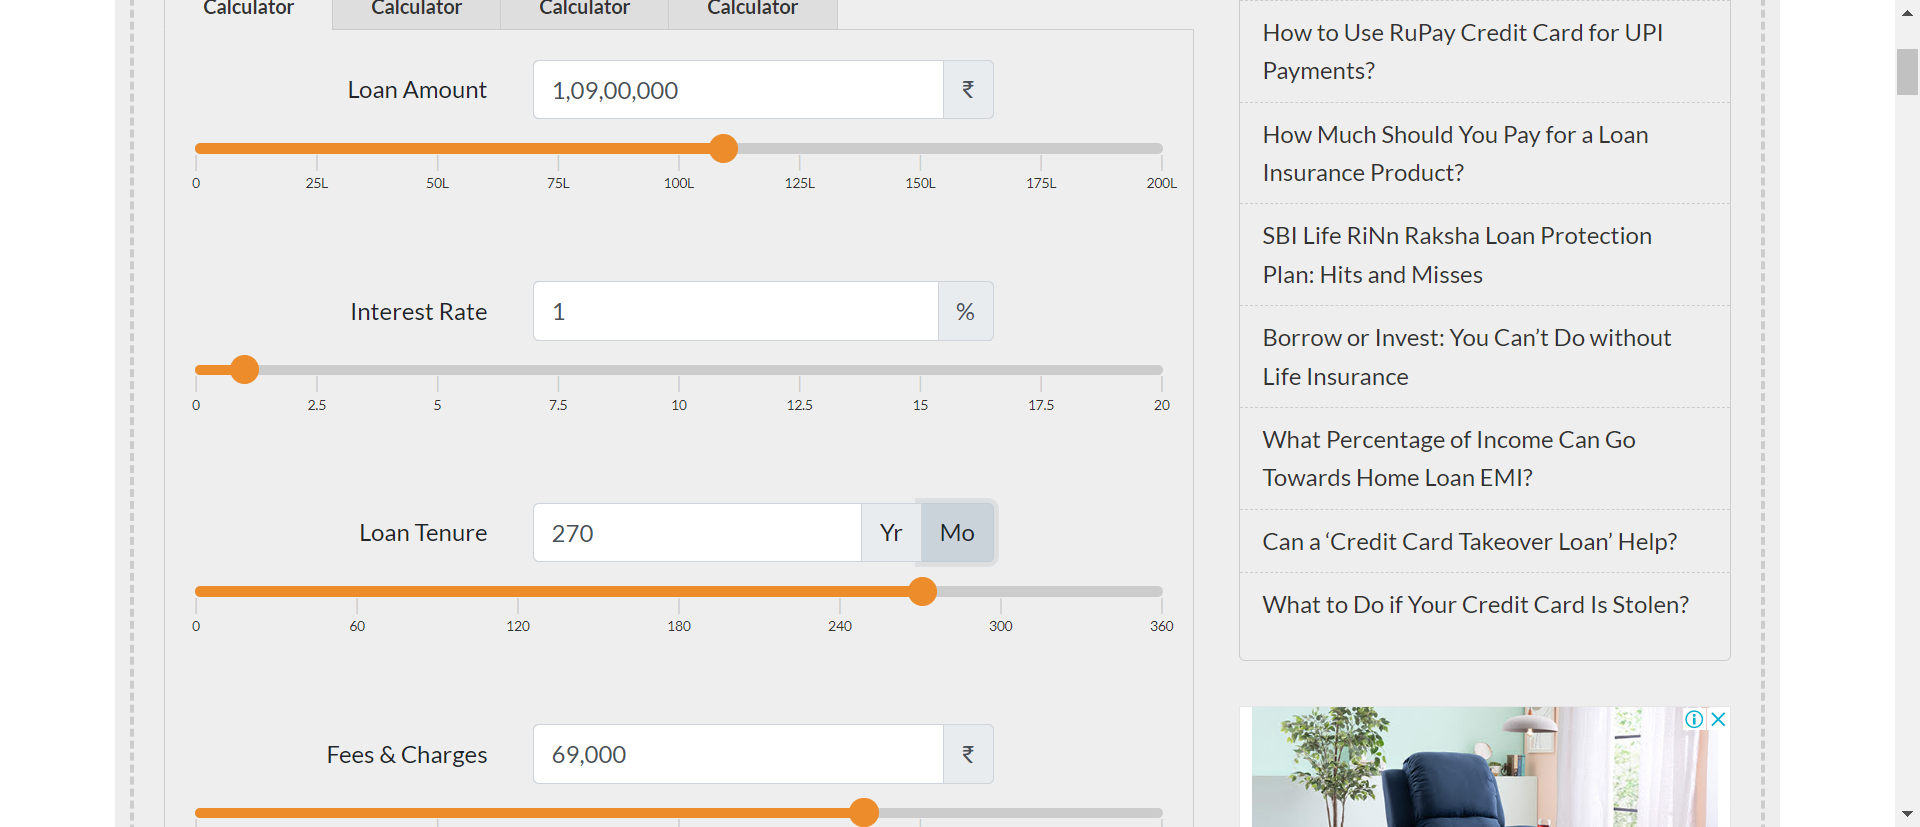 Calculator Calculator Calculator Calculator
Loan Amount 1,09,00,000 ₹
0 25L 50L 75L 100L 125L 150L 175L 200L
Interest Rate 1 %
0 2.5 5 7.5 10 12.5 15 17.5 20
Loan Tenure 270 Yr Mo
0 60 120 180 240 300 360
Fees & Charges 69,000 ₹
How to Use RuPay Credit Card for UPI
Payments?
How Much Should You Pay for a Loan
Insurance Product?
SBI Life RiNn Raksha Loan Protection
Plan: Hits and Misses
Borrow or Invest: You Can’t Do without
Life Insurance
What Percentage of Income Can Go
Towards Home Loan EMI?
Can a ‘Credit Card Takeover Loan’ Help?
What to Do if Your Credit Card Is Stolen?